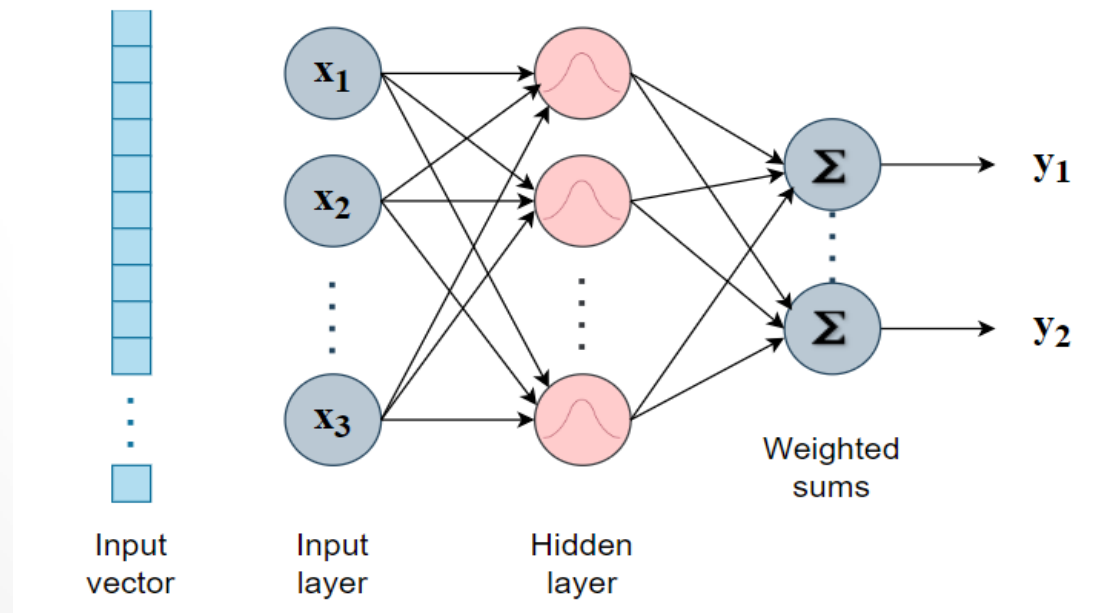 x1
x2
x3
Σ
Σ
y1
y2
Weighted
sums
Input
vector
Input
layer
Hidden
layer